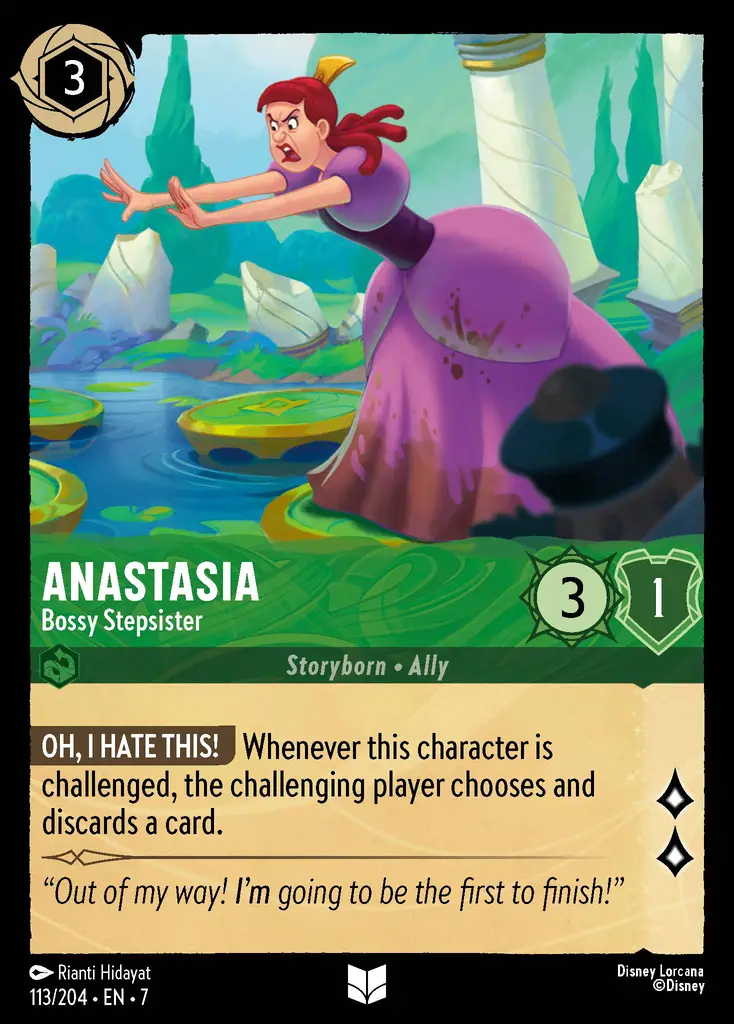 3
ANASTASIA
Bossy Stepsister
3
1
Storyborn • Ally
OH, I HATE THIS! Whenever this character is
challenged, the challenging player chooses and
discards a card.
“Out of my way! I’m going to be the first to finish!”
Rianti Hidayat
113/204 • EN • 7
Disney Lorcana
©Disney